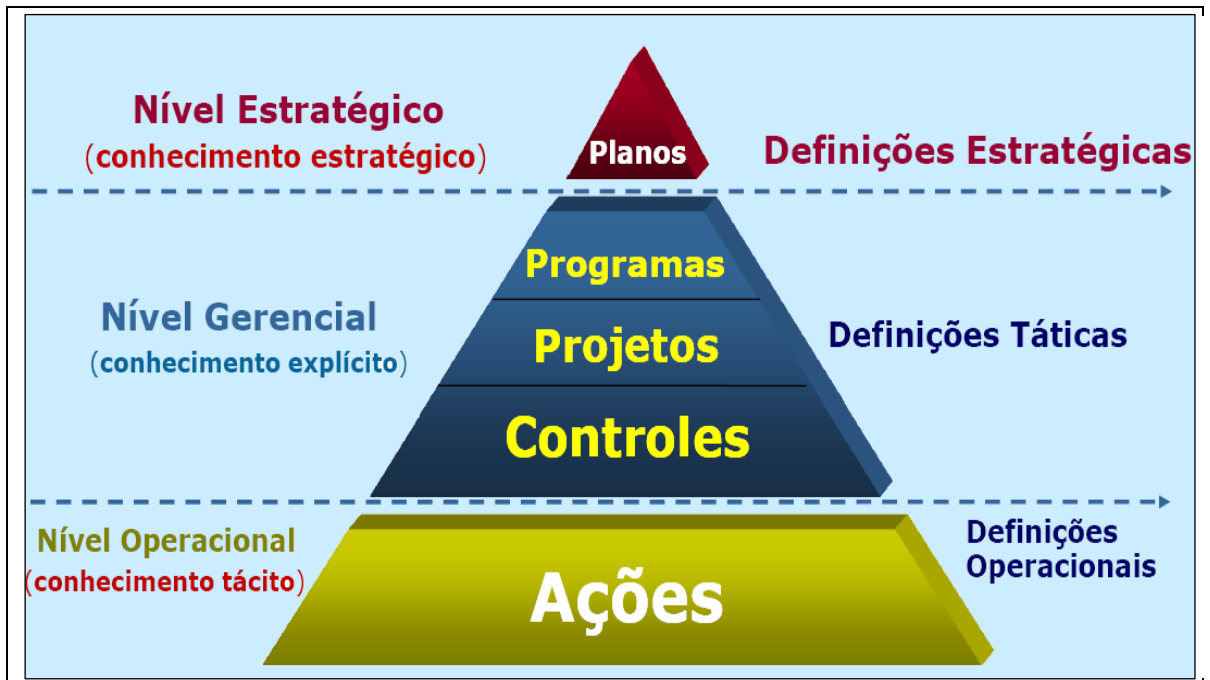 Nível Estratégico
(conhecimento estratégico)
Planos
Definições Estratégicas
Programas
Nível Gerencial
(conhecimento explícito)
Projetos
Definições Táticas
Controles
Nível Operacional
(conhecimento tácito)
Ações
Definições
Operacionais